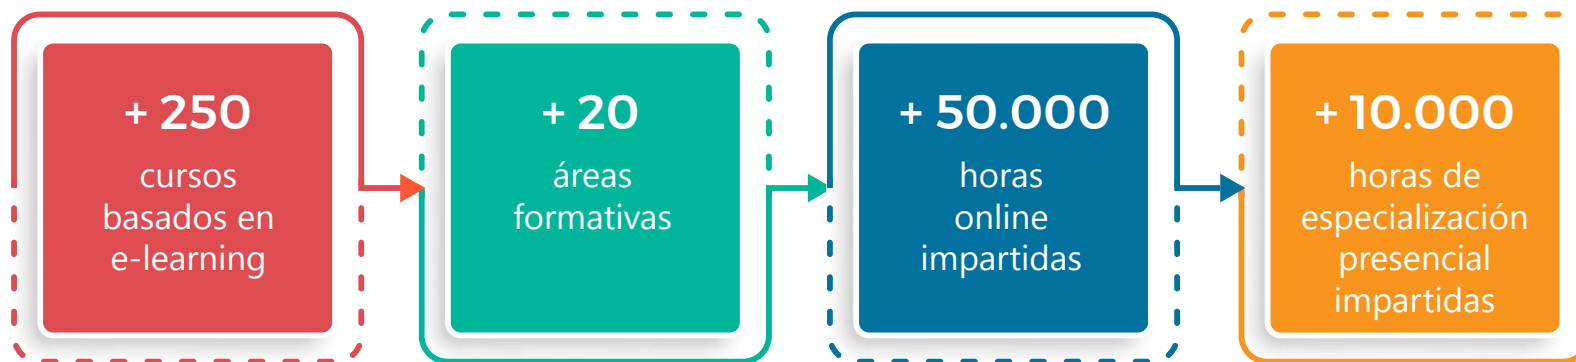 + 250
cursos
basados en
e-learning
+ 20
áreas
formativas
+ 50.000
horas
online
impartidas
+ 10.000
horas de
especialización
presencial
impartidas